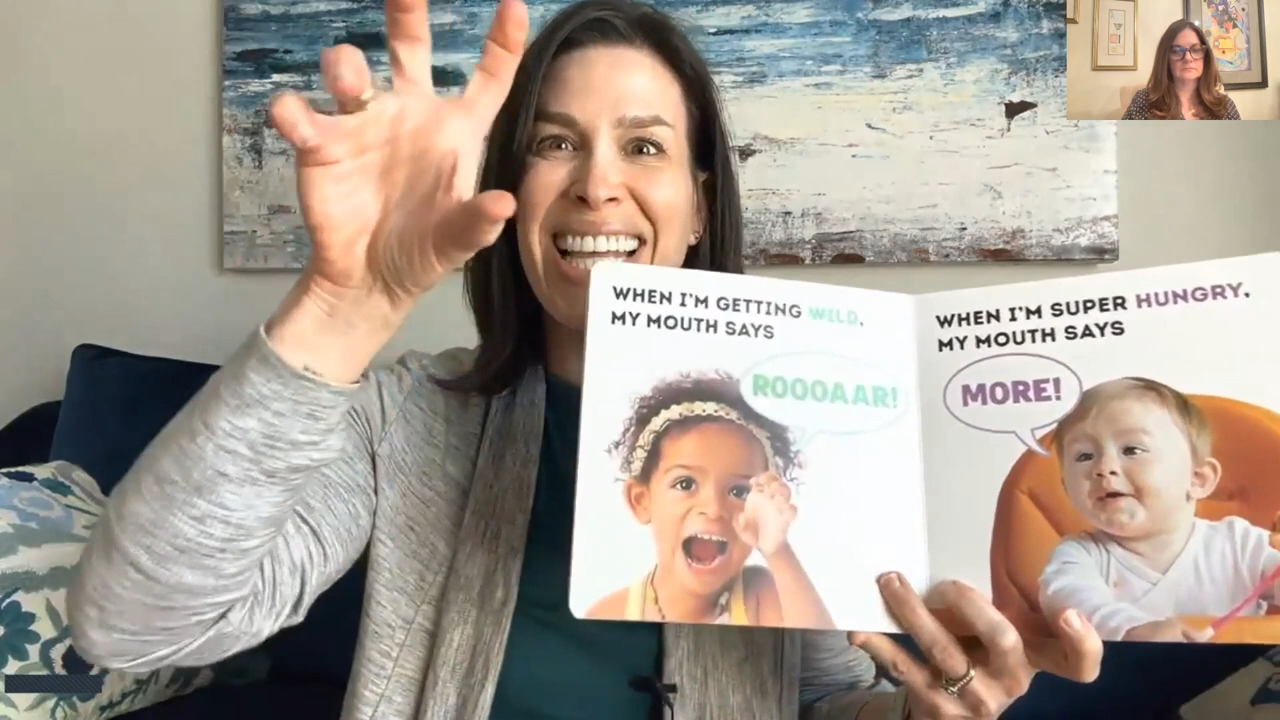 WHEN I'M GETTING WILD,
MY MOUTH SAYS
ROOOAAR!
WHEN I'M SUPER HUNGRY,
MY MOUTH SAYS
MORE!